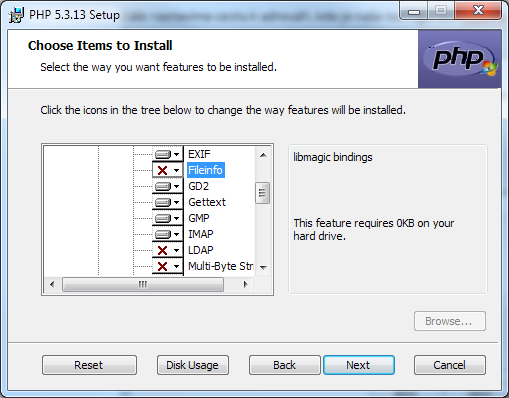 PHP 5.3.13 Setup
Choose Items to Install
Select the way you want features to be installed.
php
Click the icons in the tree below to change the way features will be installed.
EXIF
Fileinfo
GD2
Gettext
GMP
IMAP
LDAP
Multi-Byte Str
libmagic bindings
This feature requires 0KB on your
hard drive.
Browse...
Reset
Disk Usage
Back
Next
Cancel